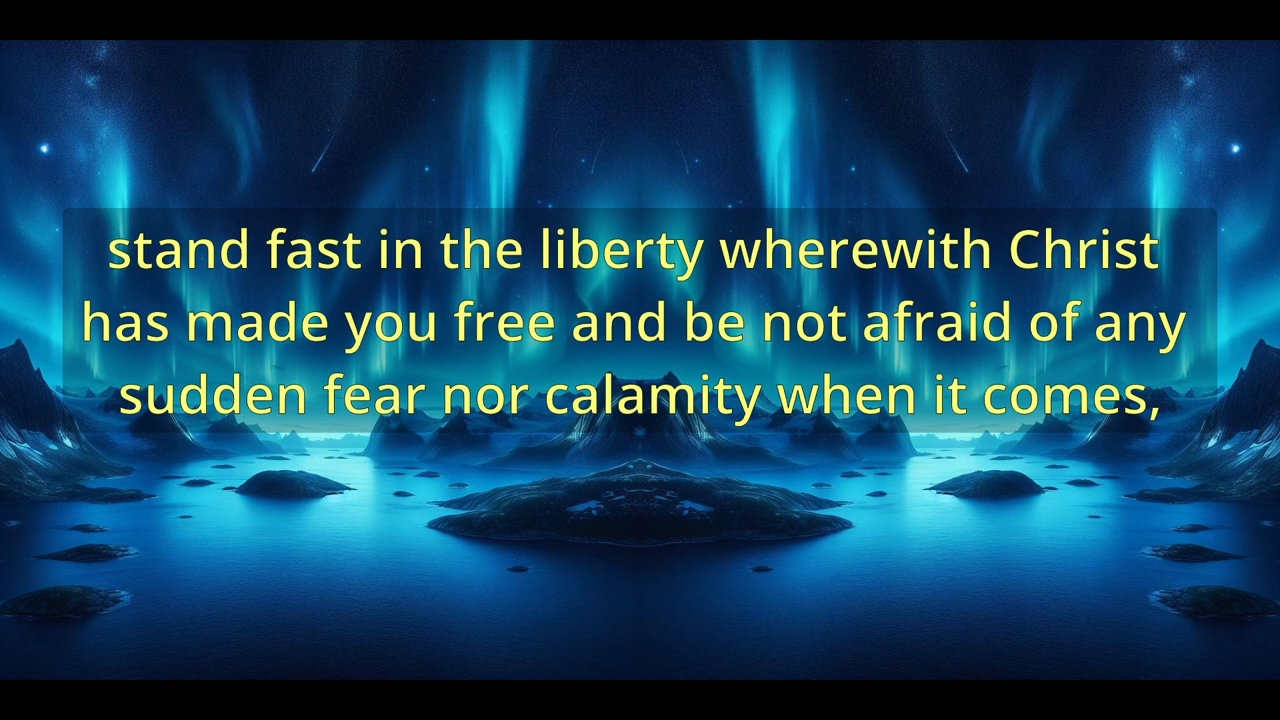 stand fast in the liberty wherewith Christ
has made you free and be not afraid of any
sudden fear nor calamity when it comes,